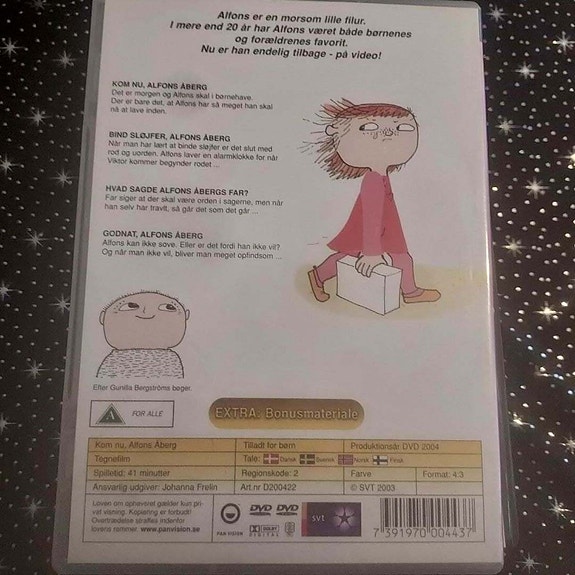 Alfons er en morsom lille filur.
I mere end 20 år har Alfons været både børnenes
og forældrenes favorit.
Nu er han endelig tilbage - på video!
KOM NU, ALFONS ÅBERG
Det er morgen og Alfons skal i børnehave.
Der er bare det, at Alfons har så meget han skal
nå at lave inden.
BIND SLØJFER, ALFONS ÅBERG
Når man har lært at binde sløjfer er det slut med
rod og uorden. Alfons laver en alarmklokke for når
Viktor kommer begynder rodet ...
HVAD SAGDE ALFONS ÅBERGS FAR?
Far siger at der skal være orden i sagerne, men når
han selv har travlt, så går det som det går ...
GODNAT, ALFONS ÅBERG
Alfons kan ikke sove. Eller er det fordi han ikke vil?
Og når man ikke vil, bliver man meget opfindsom ...
Efter Gunilla Bergströms bøger.
A FOR ALLE
EXTRA: Bonusmateriale
Kom nu, Alfons Åberg Tilladt for børn Produktionsår DVD 2004
Tegnefilm Tale: Dansk Svensk Norsk Finsk
Spilletid: 41 minutter Regionskode: 2 Farve Format: 4:3
Ansvarlig udgiver: Johanna Frelin Art.nr D200422 © SVT 2003
Loven om ophavsret gælder kun pri-
vat visning. Kopiering er forbudt!
Overtrædelse straffes indenfor
lovens rammer. www.panvision.se
PAN VISION
DVD DVD
DOLBY DIGITAL
svt
7 391970 004437